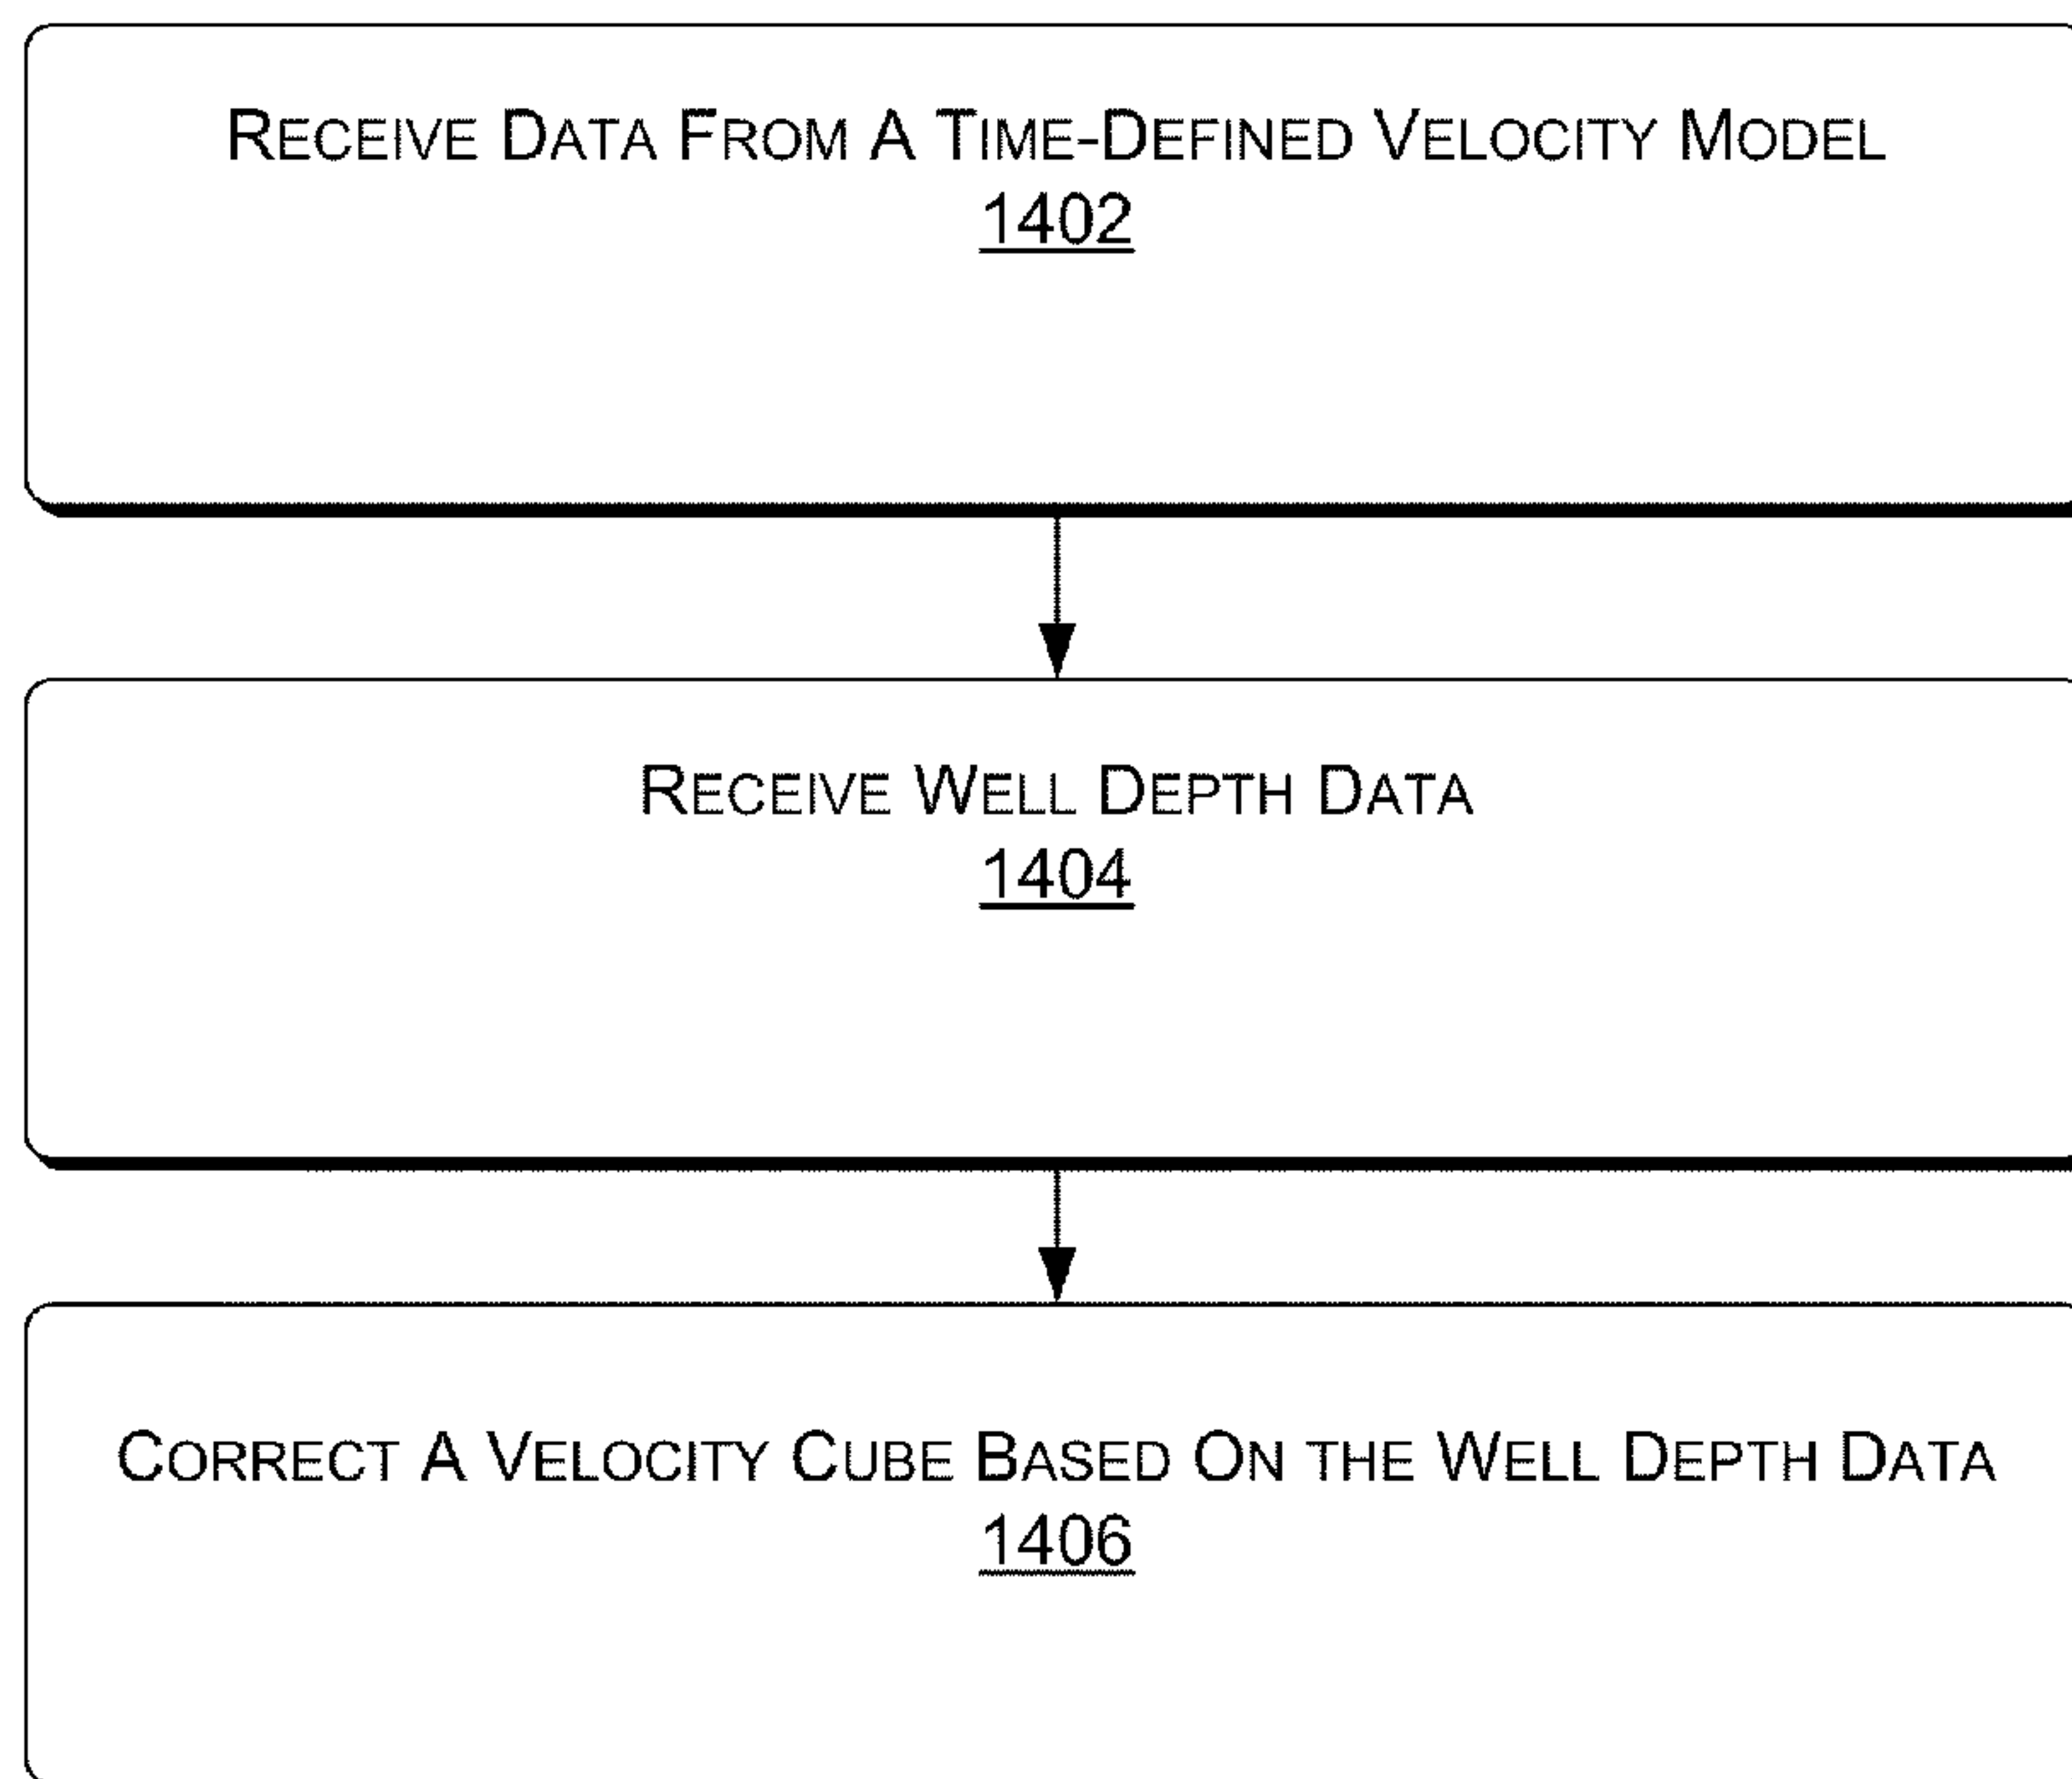 RECEIVE DATA FROM A TIME-DEFINED VELOCITY MODEL
1402
RECEIVE WELL DEPTH DATA
1404
CORRECT A VELOCITY CUBE BASED ON THE WELL DEPTH DATA
1406